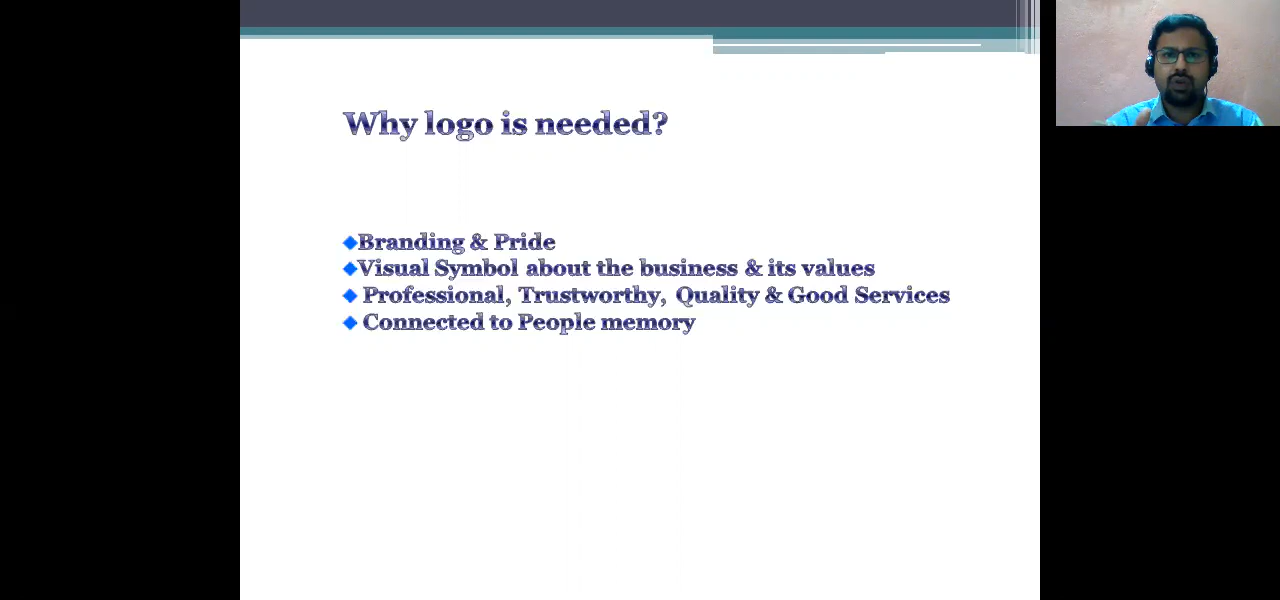 Why logo is needed?
Branding & Pride
Visual Symbol about the business & its values
Professional, Trustworthy, Quality & Good Services
Connected to People memory